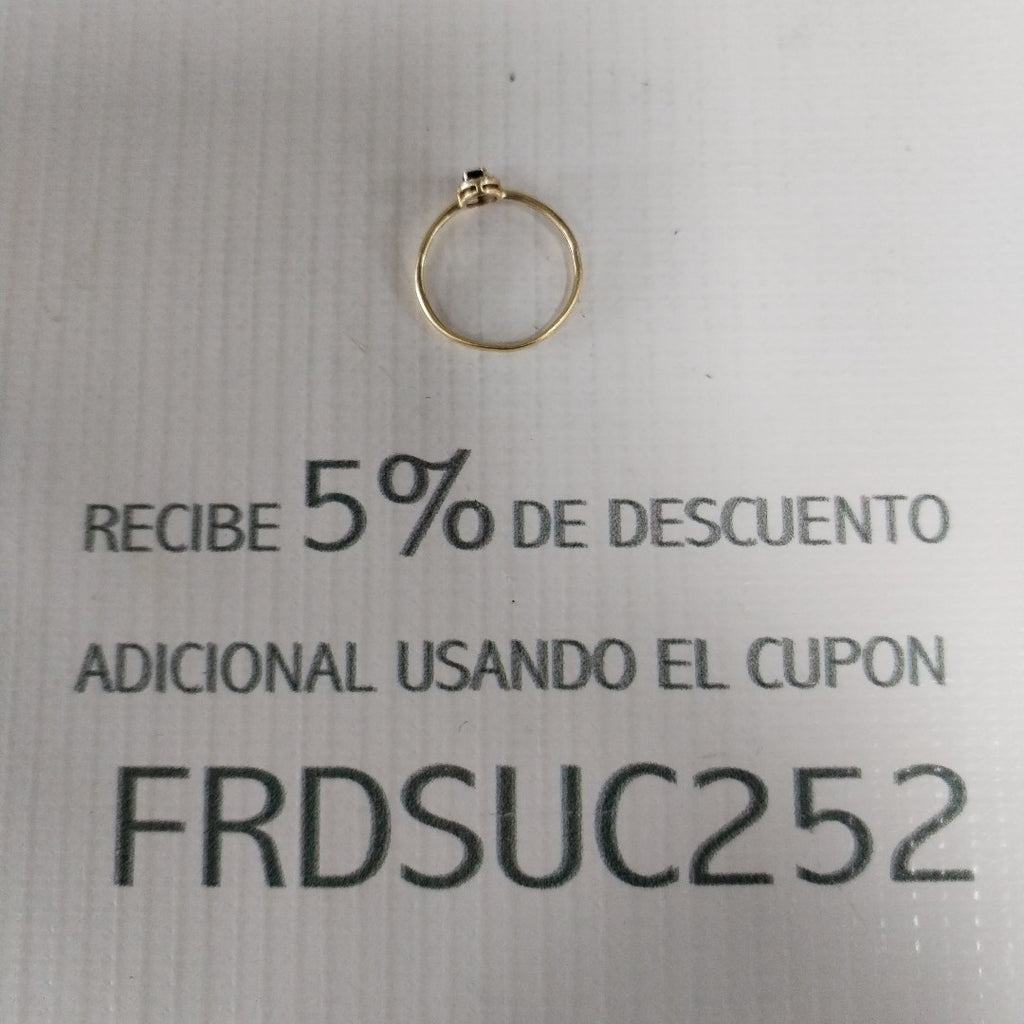 RECIBE 5% DE DESCUENTO
ADICIONAL USANDO EL CUPON
FRDSUC252